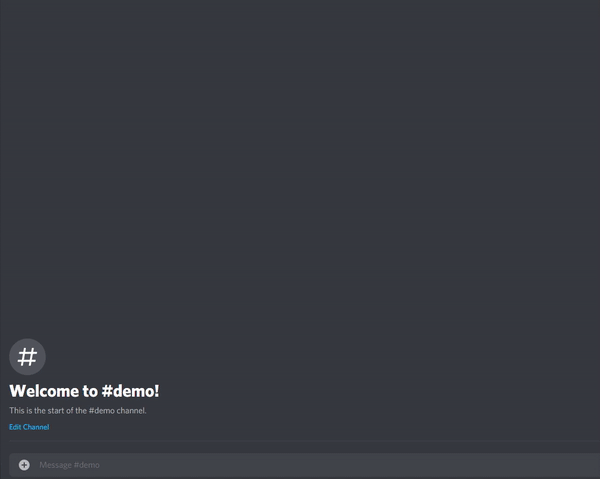 #
Welcome to #demo!
This is the start of the #demo channel.
Edit Channel
Message #demo